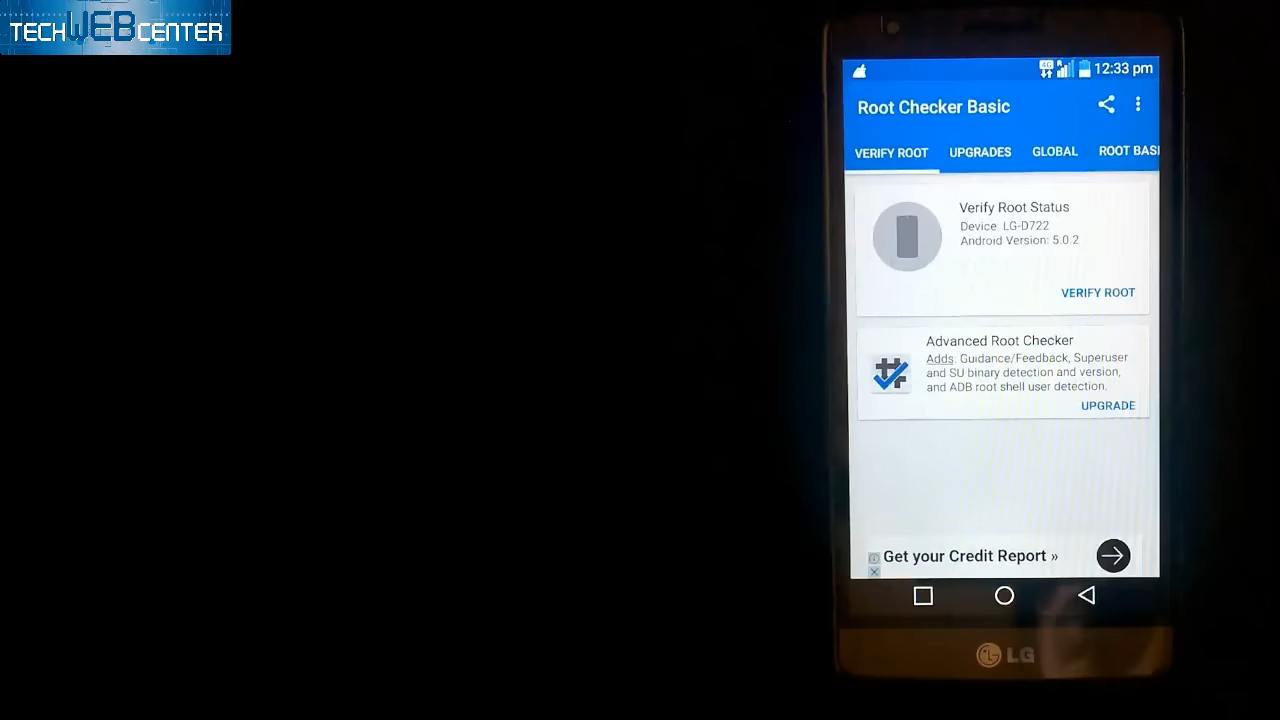 TECHWEBCENTER
4G R 12:33 pm
Root Checker Basic
VERIFY ROOT UPGRADES GLOBAL ROOT BASI
Verify Root Status
Device: LG-D722
Android Version: 5.0.2
VERIFY ROOT
Advanced Root Checker
Adds: Guidance/Feedback, Superuser
and SU binary detection and version,
and ADB root shell user detection.
UPGRADE
Get your Credit Report »
LG